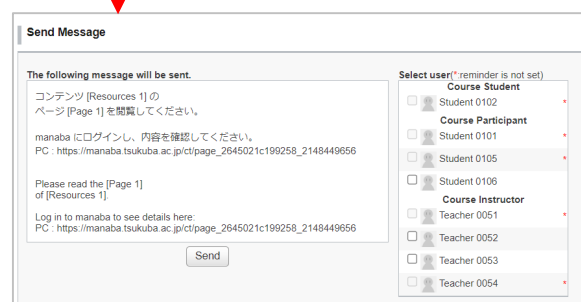 Send Message
The following message will be sent.
コンテンツ [Resources 1] の
ページ [Page 1] を閲覧してください。
manaba にログインし、内容を確認してください。
PC : https://manaba.tsukuba.ac.jp/ct/page_2645021c199258_2148449656
Please read the [Page 1]
of [Resources 1].
Log in to manaba to see details here:
PC : https://manaba.tsukuba.ac.jp/ct/page_2645021c199258_2148449656
Send
Select user(*:reminder is not set)
Course Student
Student 0102 *
Course Participant
Student 0101 *
Student 0105 *
Student 0106
Course Instructor
Teacher 0051 *
Teacher 0052
Teacher 0053
Teacher 0054 *